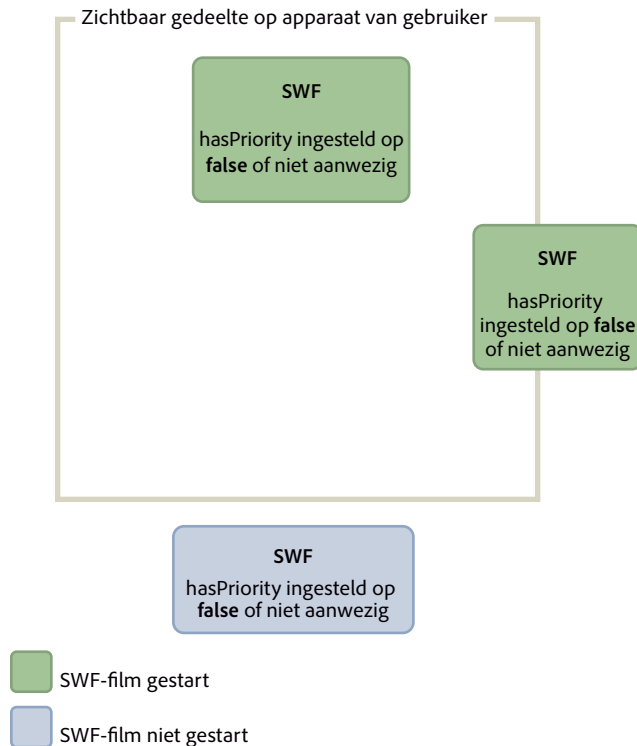 Zichtbaar gedeelte op apparaat van gebruiker
SWF
hasPriority ingesteld op
false of niet aanwezig
SWF
hasPriority
ingesteld op false
of niet aanwezig
SWF
hasPriority ingesteld op
false of niet aanwezig
SWF-film gestart
SWF-film niet gestart